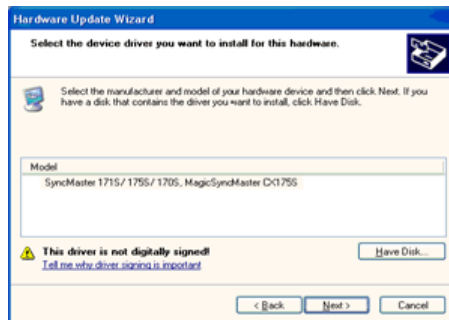 Hardware Update Wizard
Select the device driver you want to install for this hardware.
Select the manufacturer and model of your hardware device and then click Next. If you
have a disk that contains the driver you want to install, click Have Disk.
Model
SyncMaster 171S/ 175S/ 170S, MagicSyncMaster CX175S
This driver is not digitally signed!
Have Disk...
Tell me why driver signing is important
< Back
Next >
Cancel